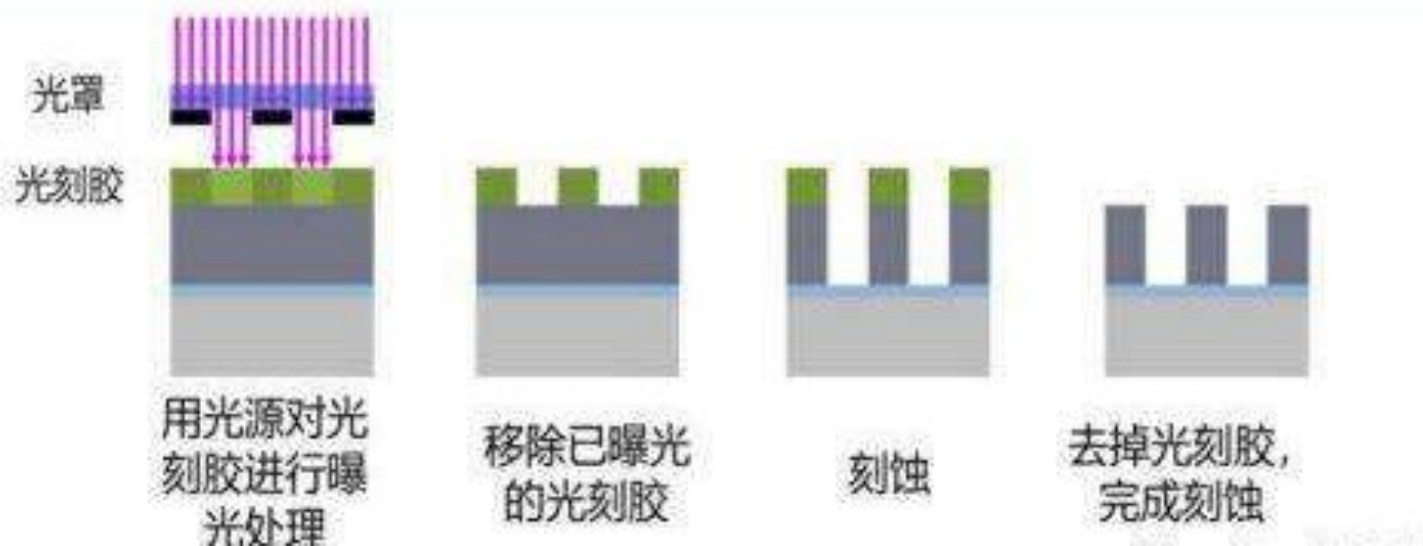 光罩
光刻胶
用光源对光
刻胶进行曝
光处理
移除已曝光
的光刻胶
刻蚀
去掉光刻胶,
完成刻蚀